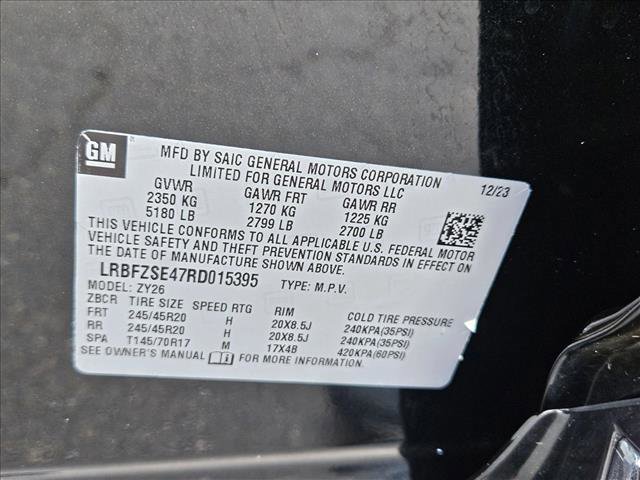 GM
MFD BY SAIC GENERAL MOTORS CORPORATION
LIMITED FOR GENERAL MOTORS LLC
12/23
GVWR GAWR FRT GAWR RR
2350 KG 1270 KG 1225 KG
5180 LB 2799 LB 2700 LB
THIS VEHICLE CONFORMS TO ALL APPLICABLE U.S. FEDERAL MOTOR
VEHICLE SAFETY AND THEFT PREVENTION STANDARDS IN EFFECT ON
THE DATE OF MANUFACTURE SHOWN ABOVE.
LRBFZSE47RD015395 TYPE: M.P.V.
MODEL: ZY26
ZBCR TIRE SIZE SPEED RTG RIM COLD TIRE PRESSURE
FRT 245/45R20 H 20X8.5J 240KPA(35PSI)
RR 245/45R20 H 20X8.5J 240KPA(35PSI)
SPA T145/70R17 M 17X4B 420KPA(60PSI)
SEE OWNER'S MANUAL FOR MORE INFORMATION.